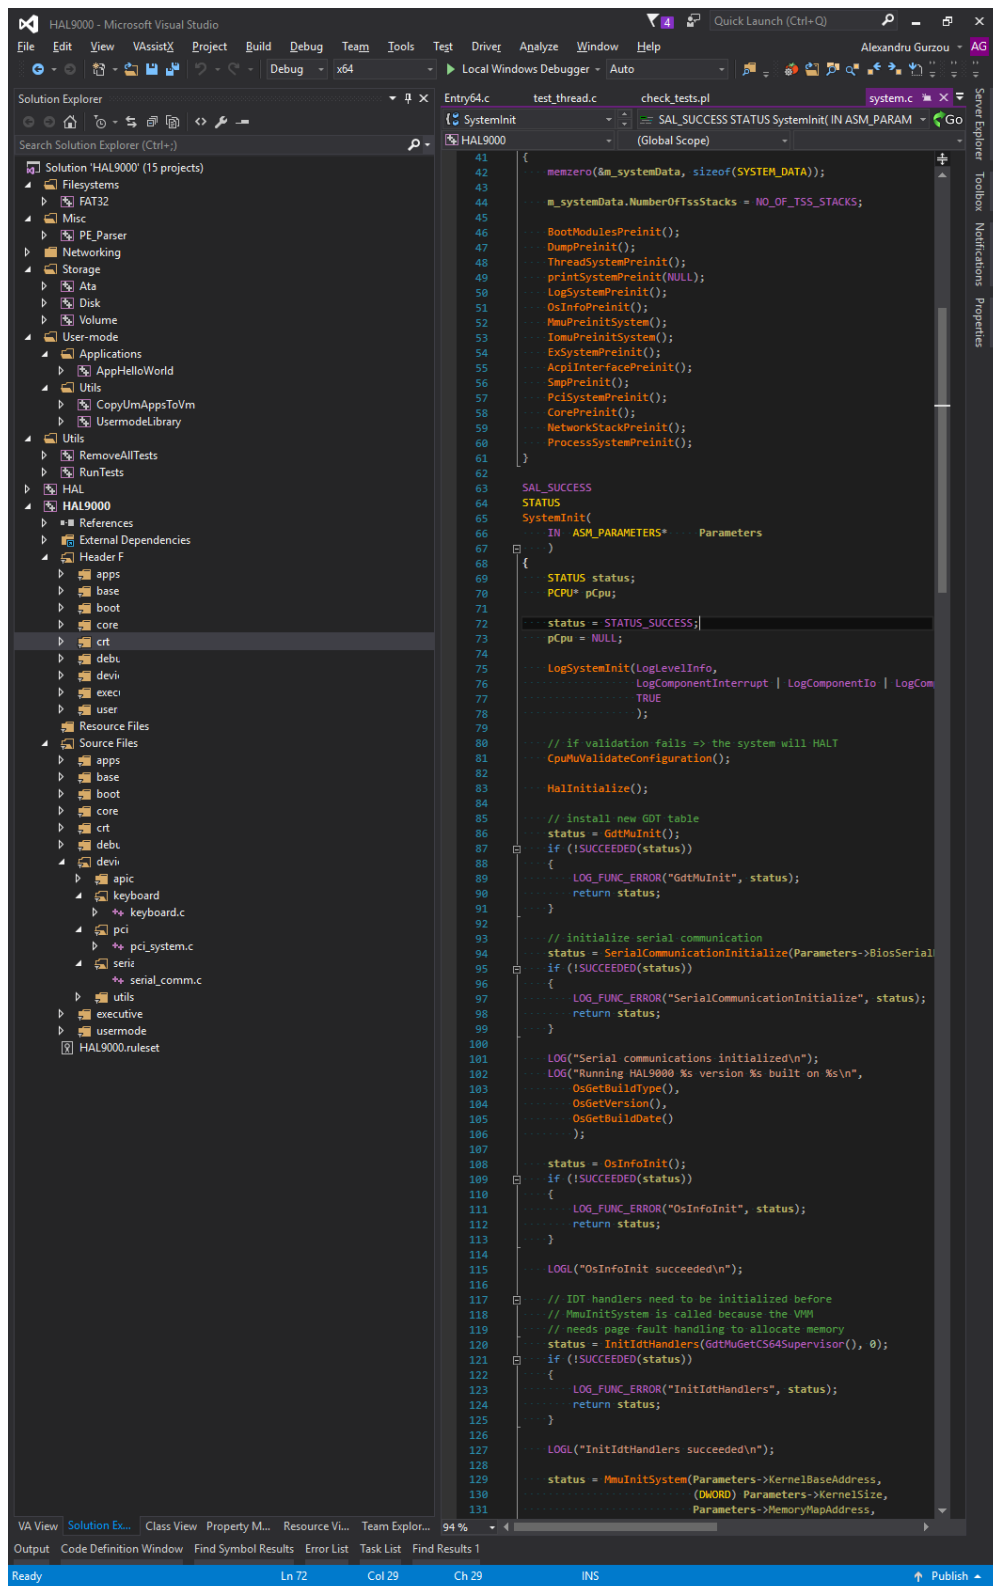 HAL9000 - Microsoft Visual Studio
4
Quick Launch (Ctrl+Q)
File Edit View VAssistX Project Build Debug Team Tools Test Driver Analyze Window Help
Alexandru Gurzou AG
Debug x64 Local Windows Debugger Auto
Solution Explorer
Search Solution Explorer (Ctrl+;)
Solution 'HAL9000' (15 projects)
Filesystems
FAT32
Misc
PE_Parser
Networking
Storage
Ata
Disk
Volume
User-mode
Applications
AppHelloWorld
Utils
CopyUmAppsToVm
UsermodeLibrary
Utils
RemoveAllTests
RunTests
HAL
HAL9000
References
External Dependencies
Header F
apps
base
boot
core
crt
debu
devi
exec
user
Resource Files
Source Files
apps
base
boot
core
crt
debu
devi
apic
keyboard
keyboard.c
pci
pci_system.c
seria
serial_comm.c
utils
executive
usermode
HAL9000.ruleset
VA View Solution Ex... Class View Property M... Resource Vi... Team Explor...
Entry64.c test_thread.c check_tests.pl system.c
SystemInit SAL_SUCCESS STATUS SystemInit( IN ASM_PARAM Go
HAL9000 (Global Scope)
41 {
42 memzero(&m_systemData, sizeof(SYSTEM_DATA));
43
44 m_systemData.NumberOfTssStacks = NO_OF_TSS_STACKS;
45
46 BootModulesPreinit();
47 DumpPreinit();
48 ThreadSystemPreinit();
49 printSystemPreinit(NULL);
50 LogSystemPreinit();
51 OsInfoPreinit();
52 MmuPreinitSystem();
53 IomuPreinitSystem();
54 ExSystemPreinit();
55 AcpiInterfacePreinit();
56 SmpPreinit();
57 PciSystemPreinit();
58 CorePreinit();
59 NetworkStackPreinit();
60 ProcessSystemPreinit();
61 }
62
63 SAL_SUCCESS
64 STATUS
65 SystemInit(
66 IN ASM_PARAMETERS* Parameters
67 )
68 {
69 STATUS status;
70 PCPU* pCpu;
71
72 status = STATUS_SUCCESS;
73 pCpu = NULL;
74
75 LogSystemInit(LogLevelInfo,
76 LogComponentInterrupt | LogComponentIo | LogCom
77 TRUE
78 );
79
80 // if validation fails => the system will HALT
81 CpuMuValidateConfiguration();
82
83 HalInitialize();
84
85 // install new GDT table
86 status = GdtMuInit();
87 if (!SUCCEEDED(status))
88 {
89 LOG_FUNC_ERROR("GdtMuInit", status);
90 return status;
91 }
92
93 // initialize serial communication
94 status = SerialCommunicationInitialize(Parameters->BiosSerial
95 if (!SUCCEEDED(status))
96 {
97 LOG_FUNC_ERROR("SerialCommunicationInitialize", status);
98 return status;
99 }
100
101 LOG("Serial communications initialized\n");
102 LOG("Running HAL9000 %s version %s built on %s\n",
103 OsGetBuildType(),
104 OsGetVersion(),
105 OsGetBuildDate()
106 );
107
108 status = OsInfoInit();
109 if (!SUCCEEDED(status))
110 {
111 LOG_FUNC_ERROR("OsInfoInit", status);
112 return status;
113 }
114
115 LOGL("OsInfoInit succeeded\n");
116
117 // IDT handlers need to be initialized before
118 // MmuInitSystem is called because the VMM
119 // needs page fault handling to allocate memory
120 status = InitIdtHandlers(GdtMuGetCS64Supervisor(), 0);
121 if (!SUCCEEDED(status))
122 {
123 LOG_FUNC_ERROR("InitIdtHandlers", status);
124 return status;
125 }
126
127 LOGL("InitIdtHandlers succeeded\n");
128
129 status = MmuInitSystem(Parameters->KernelBaseAddress,
130 (DWORD) Parameters->KernelSize,
131 Parameters->MemoryMapAddress,
94 %
Server Explorer
Toolbox
Notifications
Properties
Output Code Definition Window Find Symbol Results Error List Task List Find Results 1
Ready Ln 72 Col 29 Ch 29 INS Publish